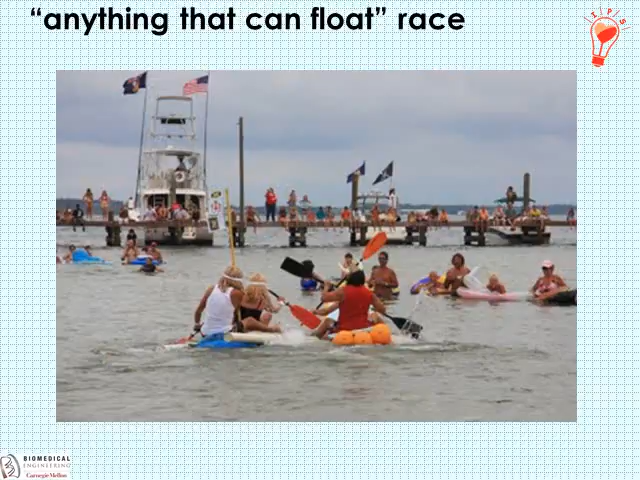 “anything that can float” race
I P S
BIOMEDICAL
ENGINEERING
Carnegie Mellon